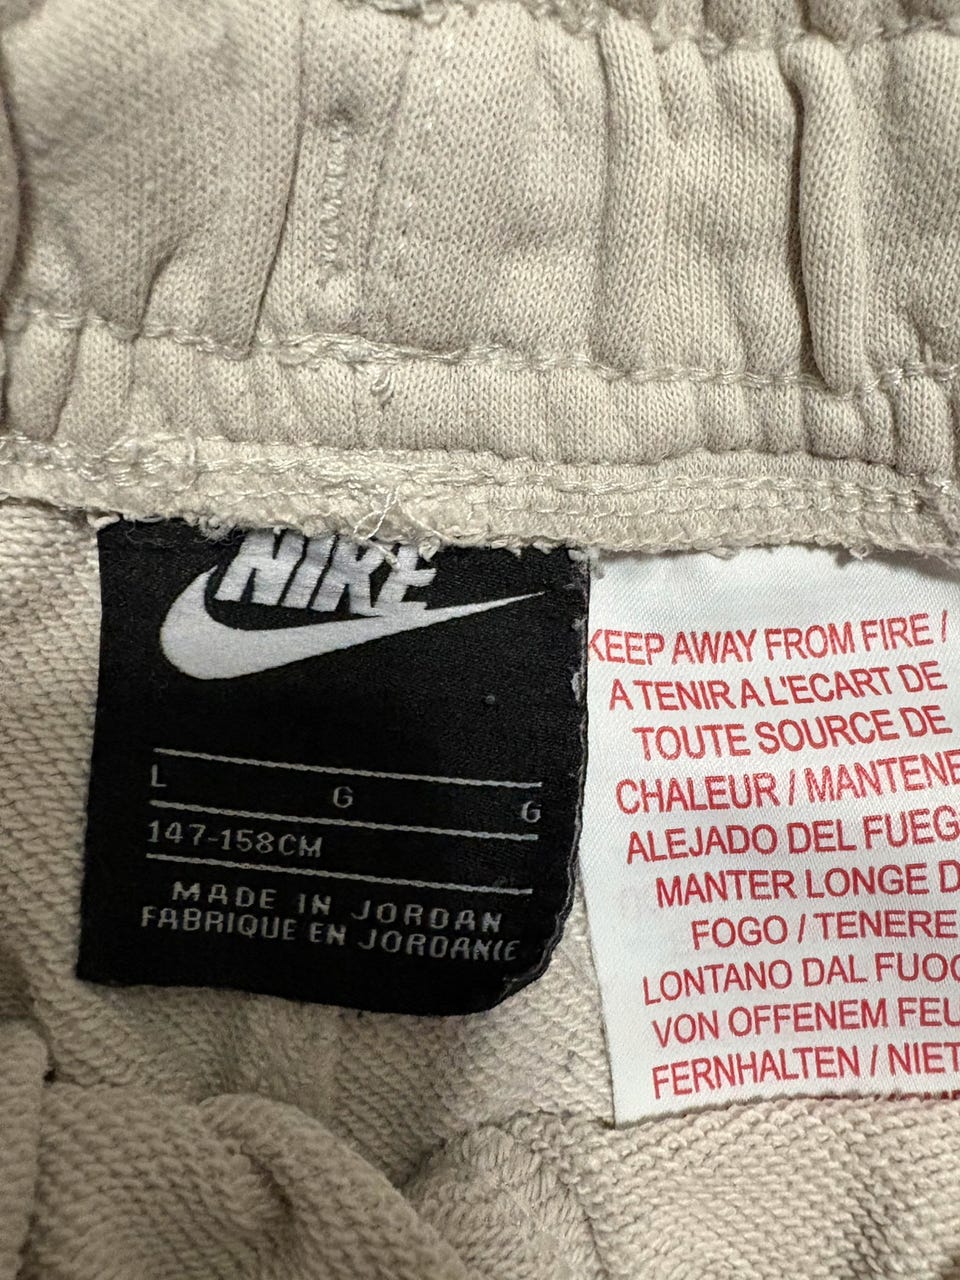 NIKE
L G G
147-158CM
MADE IN JORDAN
FABRIQUE EN JORDANIE
KEEP AWAY FROM FIRE /
A TENIR A L'ECART DE
TOUTE SOURCE DE
CHALEUR / MANTENE
ALEJADO DEL FUEG
MANTER LONGE D
FOGO / TENERE
LONTANO DAL FUOC
VON OFFENEM FEU
FERNHALTEN / NIET